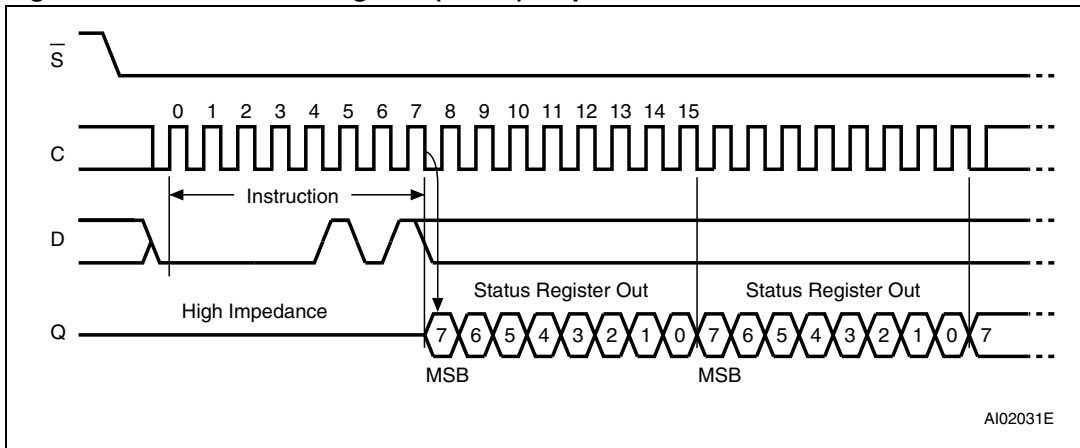 S
0 1 2 3 4 5 6 7 8 9 10 11 12 13 14 15
C
Instruction
D
Status Register Out Status Register Out
High Impedance
Q 7 6 5 4 3 2 1 0 7 6 5 4 3 2 1 0 7
MSB MSB
AI02031E